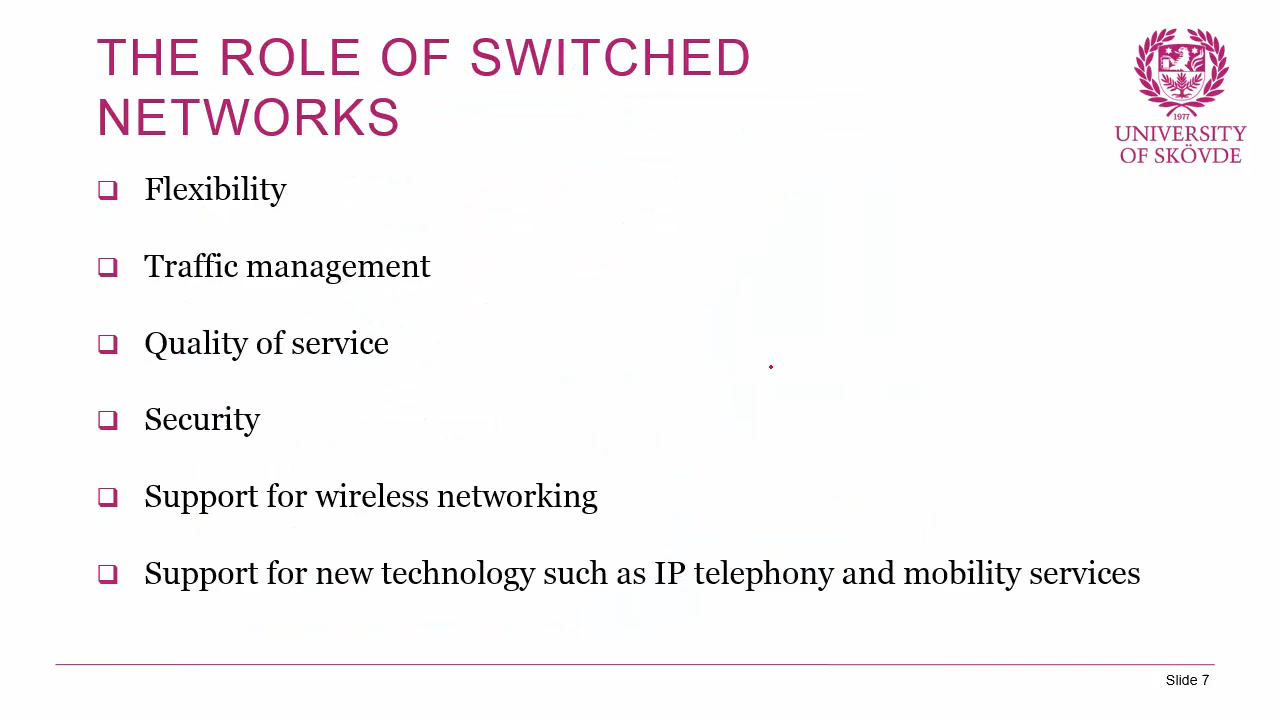 THE ROLE OF SWITCHED
NETWORKS
1977
UNIVERSITY
OF SKÖVDE
Flexibility
Traffic management
Quality of service
Security
Support for wireless networking
Support for new technology such as IP telephony and mobility services
Slide 7